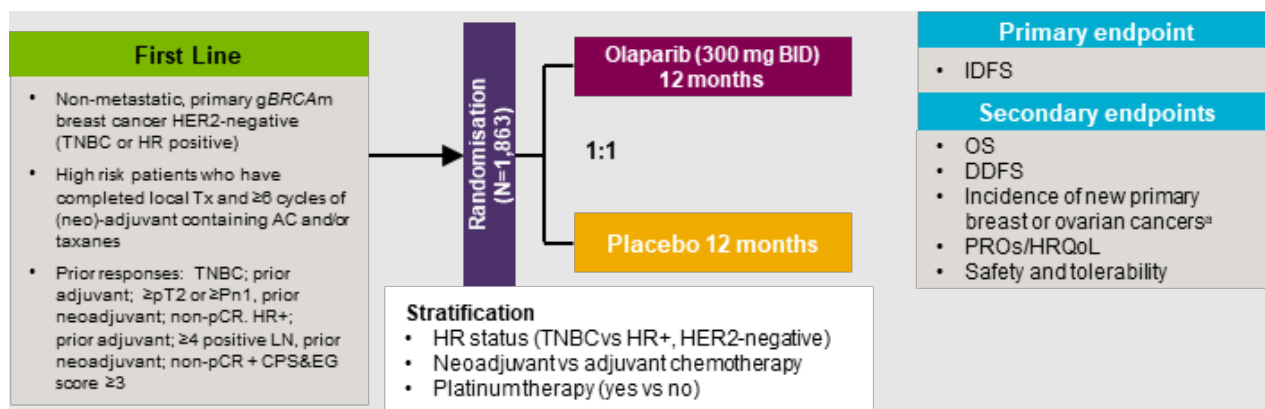 First Line
• Non-metastatic, primary gBRCAm
breast cancer HER2-negative
(TNBC or HR positive)
• High risk patients who have
completed local Tx and ≥6 cycles of
(neo)-adjuvant containing AC and/or
taxanes
• Prior responses: TNBC; prior
adjuvant; ≥pT2 or ≥Pn1, prior
neoadjuvant; non-pCR. HR+;
prior adjuvant; ≥4 positive LN, prior
neoadjuvant; non-pCR + CPS&EG
score ≥3
Randomisation
(N=1,863)
Olaparib (300 mg BID)
12 months
1:1
Placebo 12 months
Stratification
• HR status (TNBC vs HR+, HER2-negative)
• Neoadjuvant vs adjuvant chemotherapy
• Platinum therapy (yes vs no)
Primary endpoint
• IDFS
Secondary endpoints
• OS
• DDFS
• Incidence of new primary
breast or ovarian cancersᵃ
• PROs/HRQoL
• Safety and tolerability